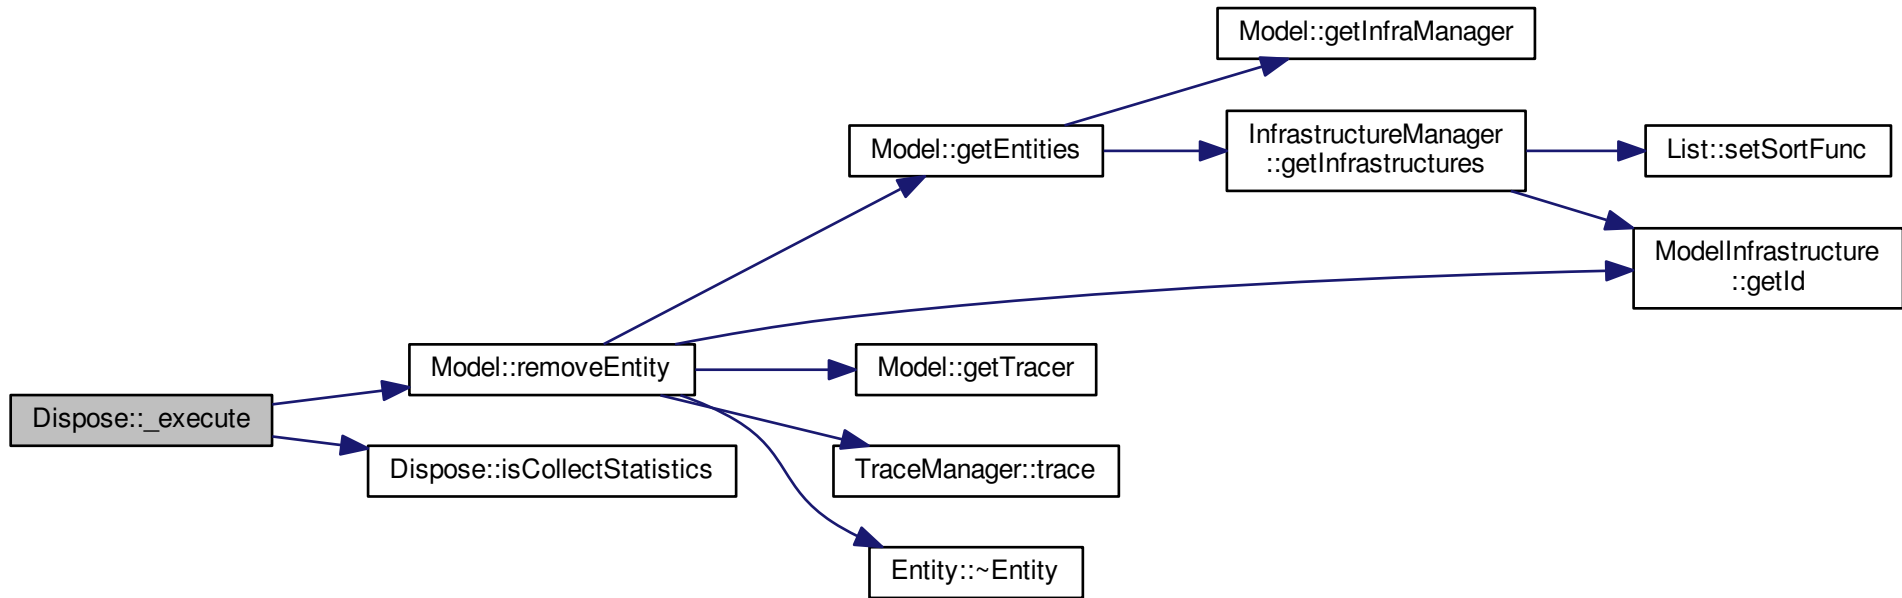 Model::getInfraManager
Model::getEntities
InfrastructureManager
::getInfrastructures
List::setSortFunc
ModelInfrastructure
::getId
Model::removeEntity
Model::getTracer
Dispose::_execute
Dispose::isCollectStatistics
TraceManager::trace
Entity::~Entity